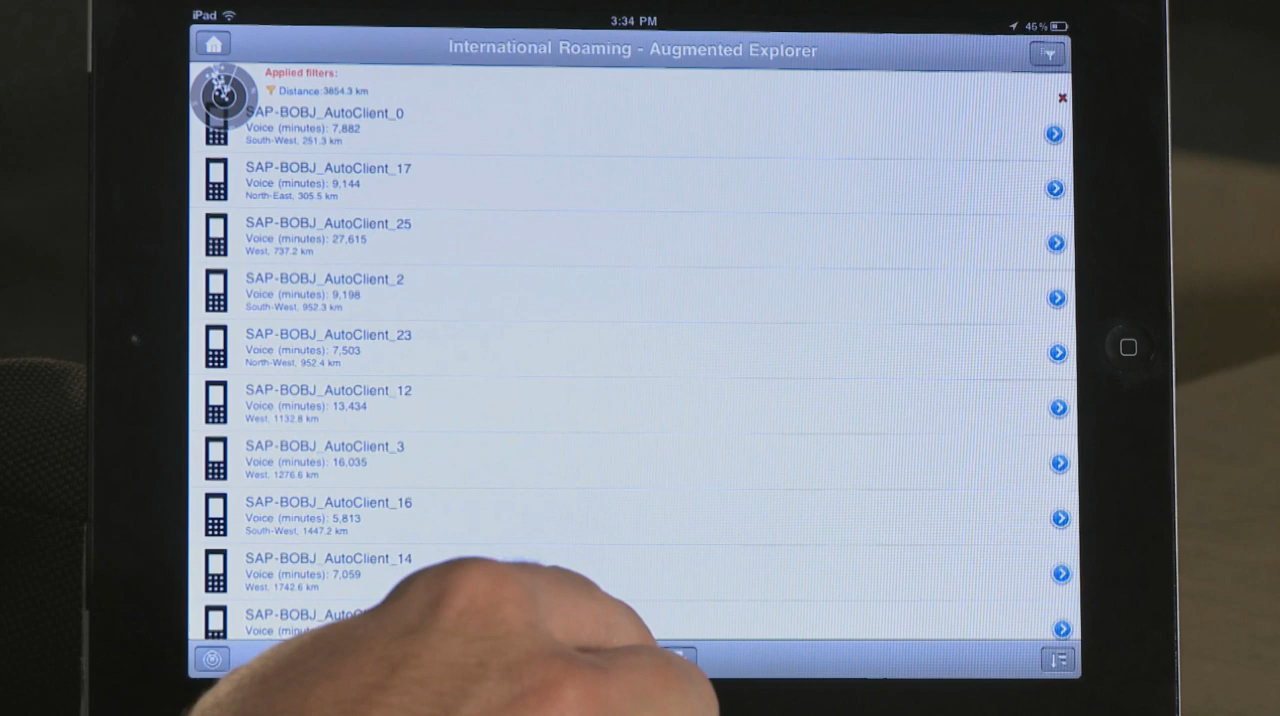 iPad
3:34 PM
46%
International Roaming - Augmented Explorer
Applied filters:
Distance:3854.3 km
SAP-BOBJ_AutoClient_0
Voice (minutes): 7,882
South-West, 251.3 km
SAP-BOBJ_AutoClient_17
Voice (minutes): 9,144
North-East, 305.5 km
SAP-BOBJ_AutoClient_25
Voice (minutes): 27,615
West, 737.2 km
SAP-BOBJ_AutoClient_2
Voice (minutes): 9,198
South-West, 952.3 km
SAP-BOBJ_AutoClient_23
Voice (minutes): 7,503
North-West, 952.4 km
SAP-BOBJ_AutoClient_12
Voice (minutes): 13,434
West, 1132.8 km
SAP-BOBJ_AutoClient_3
Voice (minutes): 16,035
West, 1276.6 km
SAP-BOBJ_AutoClient_16
Voice (minutes): 5,813
South-West, 1447.2 km
SAP-BOBJ_AutoClient_14
Voice (minutes): 7,059
West, 1742.6 km
SAP-BOBJ_Auto
Voice